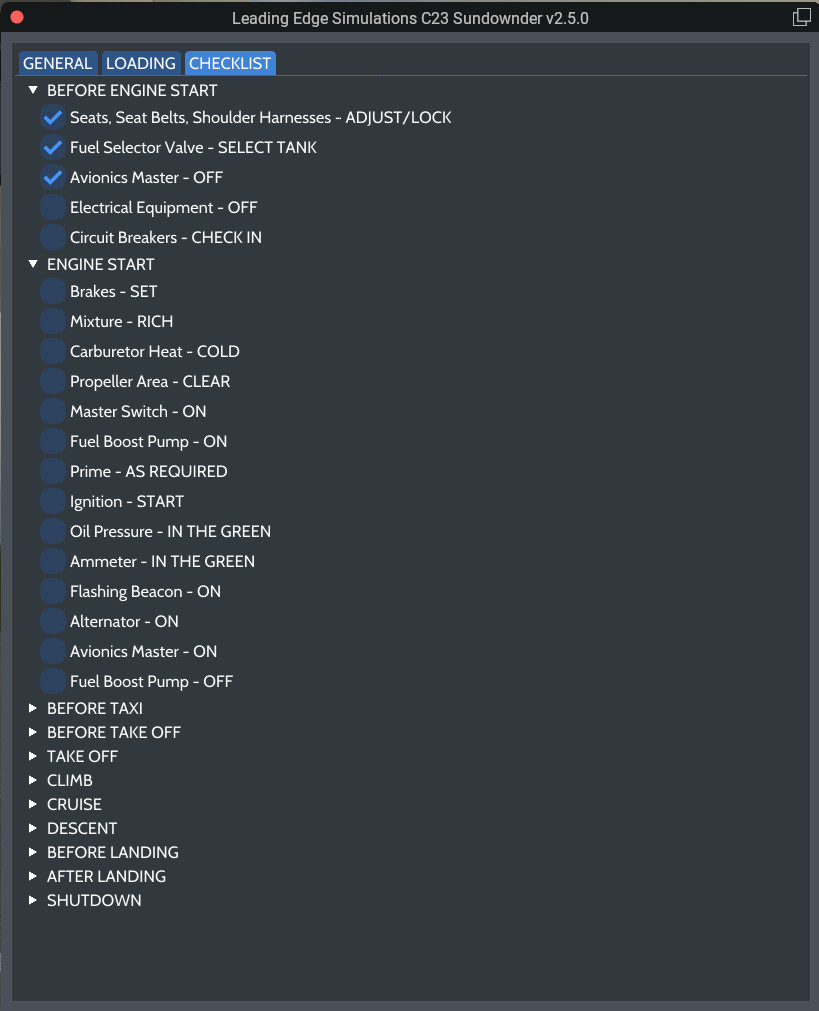 Leading Edge Simulations C23 Sundownder v2.5.0
GENERAL LOADING CHECKLIST
BEFORE ENGINE START
Seats, Seat Belts, Shoulder Harnesses - ADJUST/LOCK
Fuel Selector Valve - SELECT TANK
Avionics Master - OFF
Electrical Equipment - OFF
Circuit Breakers - CHECK IN
ENGINE START
Brakes - SET
Mixture - RICH
Carburetor Heat - COLD
Propeller Area - CLEAR
Master Switch - ON
Fuel Boost Pump - ON
Prime - AS REQUIRED
Ignition - START
Oil Pressure - IN THE GREEN
Ammeter - IN THE GREEN
Flashing Beacon - ON
Alternator - ON
Avionics Master - ON
Fuel Boost Pump - OFF
BEFORE TAXI
BEFORE TAKE OFF
TAKE OFF
CLIMB
CRUISE
DESCENT
BEFORE LANDING
AFTER LANDING
SHUTDOWN